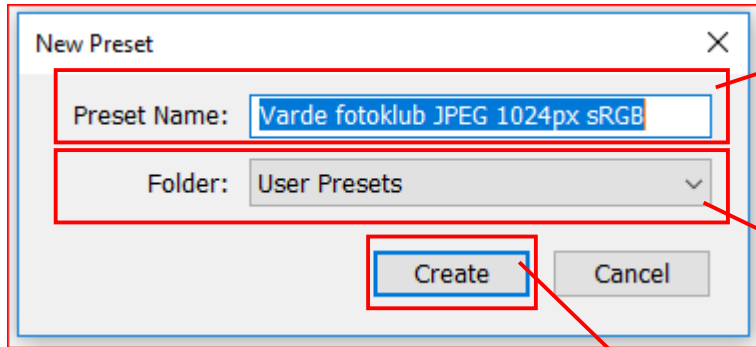 New Preset
Preset Name: Varde fotoklub JPEG 1024px sRGB
Folder: User Presets
Create Cancel